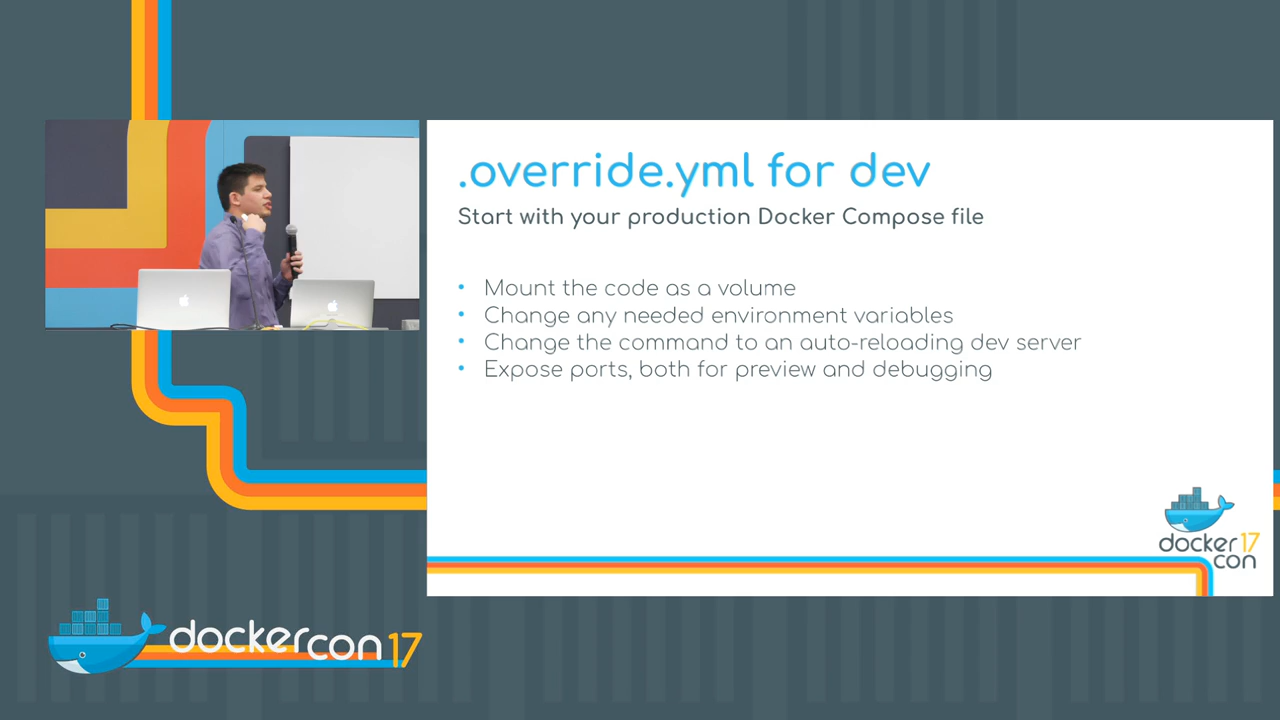 .override.yml for dev
Start with your production Docker Compose file
• Mount the code as a volume
• Change any needed environment variables
• Change the command to an auto-reloading dev server
• Expose ports, both for preview and debugging
docker 17
con
dockercon 17